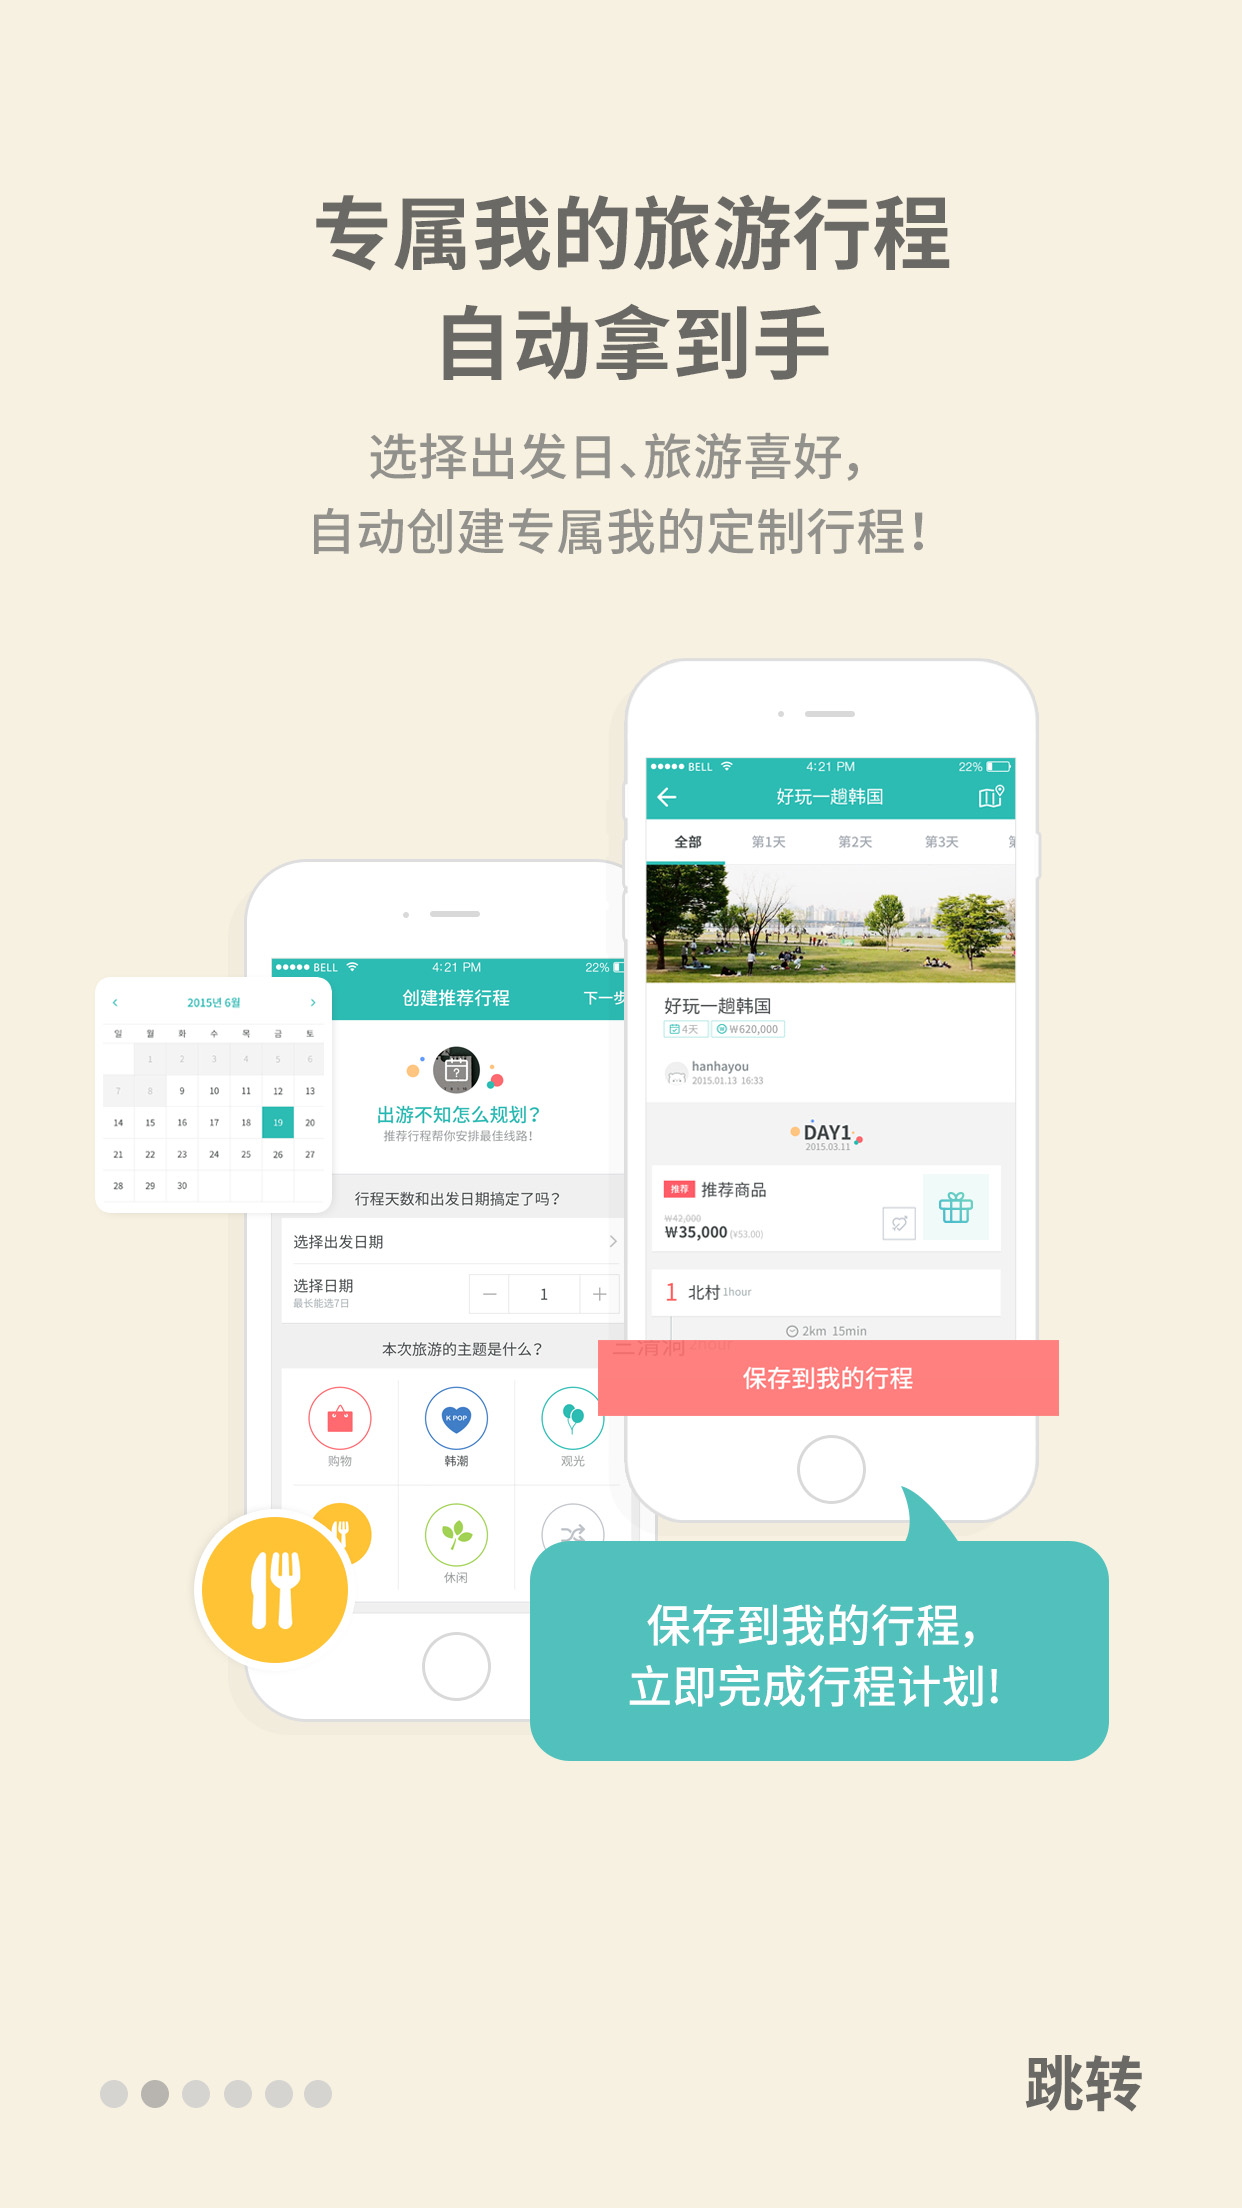 专属我的旅游行程
自动拿到手
选择出发日、旅游喜好，
自动创建专属我的定制行程！
BELL 4:21 PM 22%
好玩一趟韩国
全部 第1天 第2天 第3天
好玩一趟韩国
4天 ₩620,000
hanhayou
2015.01.13 16:33
DAY1
2015.03.11
推荐 推荐商品
₩42,000
₩35,000 (¥53.00)
1 北村 1hour
2km 15min
三清洞 2hour
保存到我的行程
BELL 4:21 PM 22%
创建推荐行程 下一步
出游不知怎么规划？
推荐行程帮你安排最佳线路！
行程天数和出发日期搞定了吗？
选择出发日期
选择日期
最长能选7日
1
本次旅游的主题是什么？
K POP
购物 韩潮 观光
休闲
2015년 6월
일 월 화 수 목 금 토
1 2 3 4 5 6
7 8 9 10 11 12 13
14 15 16 17 18 19 20
21 22 23 24 25 26 27
28 29 30
保存到我的行程，
立即完成行程计划！
跳转